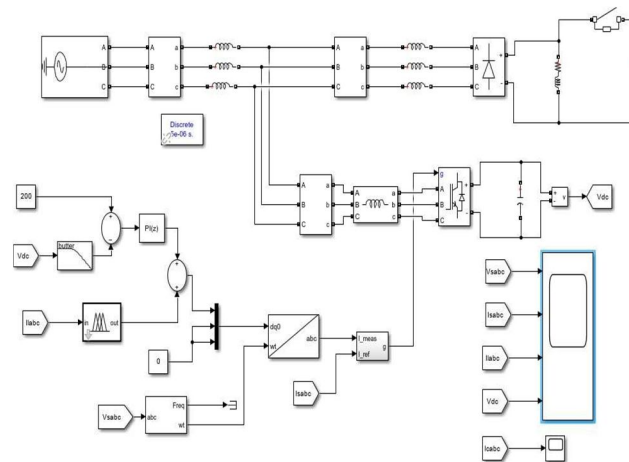 A A a A a A +
B B b B b B
C C c C c C -
Discrete
5e-06 s.
g
A a A a A +
B b B b B
C c C c C -
+ v Vdc
-
200
+
-
PI(z)
Vdc butter
+
+
Ilabc in out
0
dq0 abc
wt
I_meas g
I_ref
Isabc
Vsabc abc Freq
wt
Vsabc
Isabc
Ilabc
Vdc
Icabc